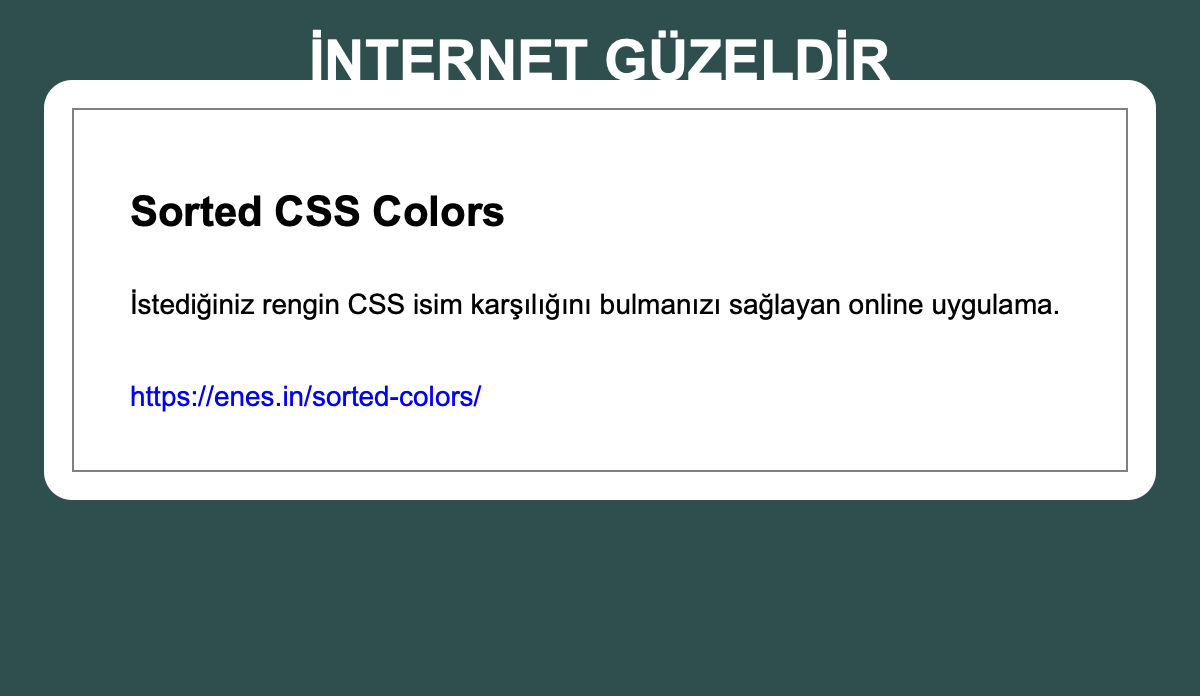 İNTERNET GÜZELDİR
Sorted CSS Colors
İstediğiniz rengin CSS isim karşılığını bulmanızı sağlayan online uygulama.
https://enes.in/sorted-colors/